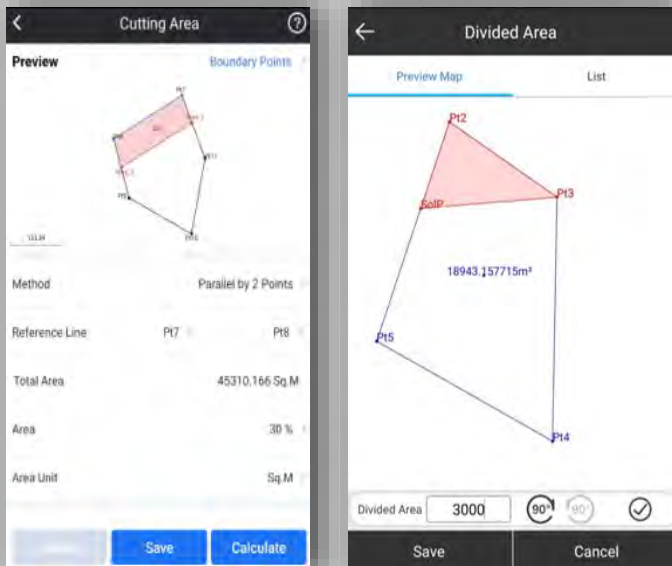 Cutting Area
Preview
Boundary Points
Pt7
Method
Parallel by 2 Points
Reference Line
Pt7
Pt8
Total Area
45310.166 Sq.M
Area
30 %
Area Unit
Sq.M
Save
Calculate
Divided Area
Preview Map
List
Pt2
Pt3
SolP
18943.157715m²
Pt5
Pt4
Divided Area
3000
90°
90°
Save
Cancel